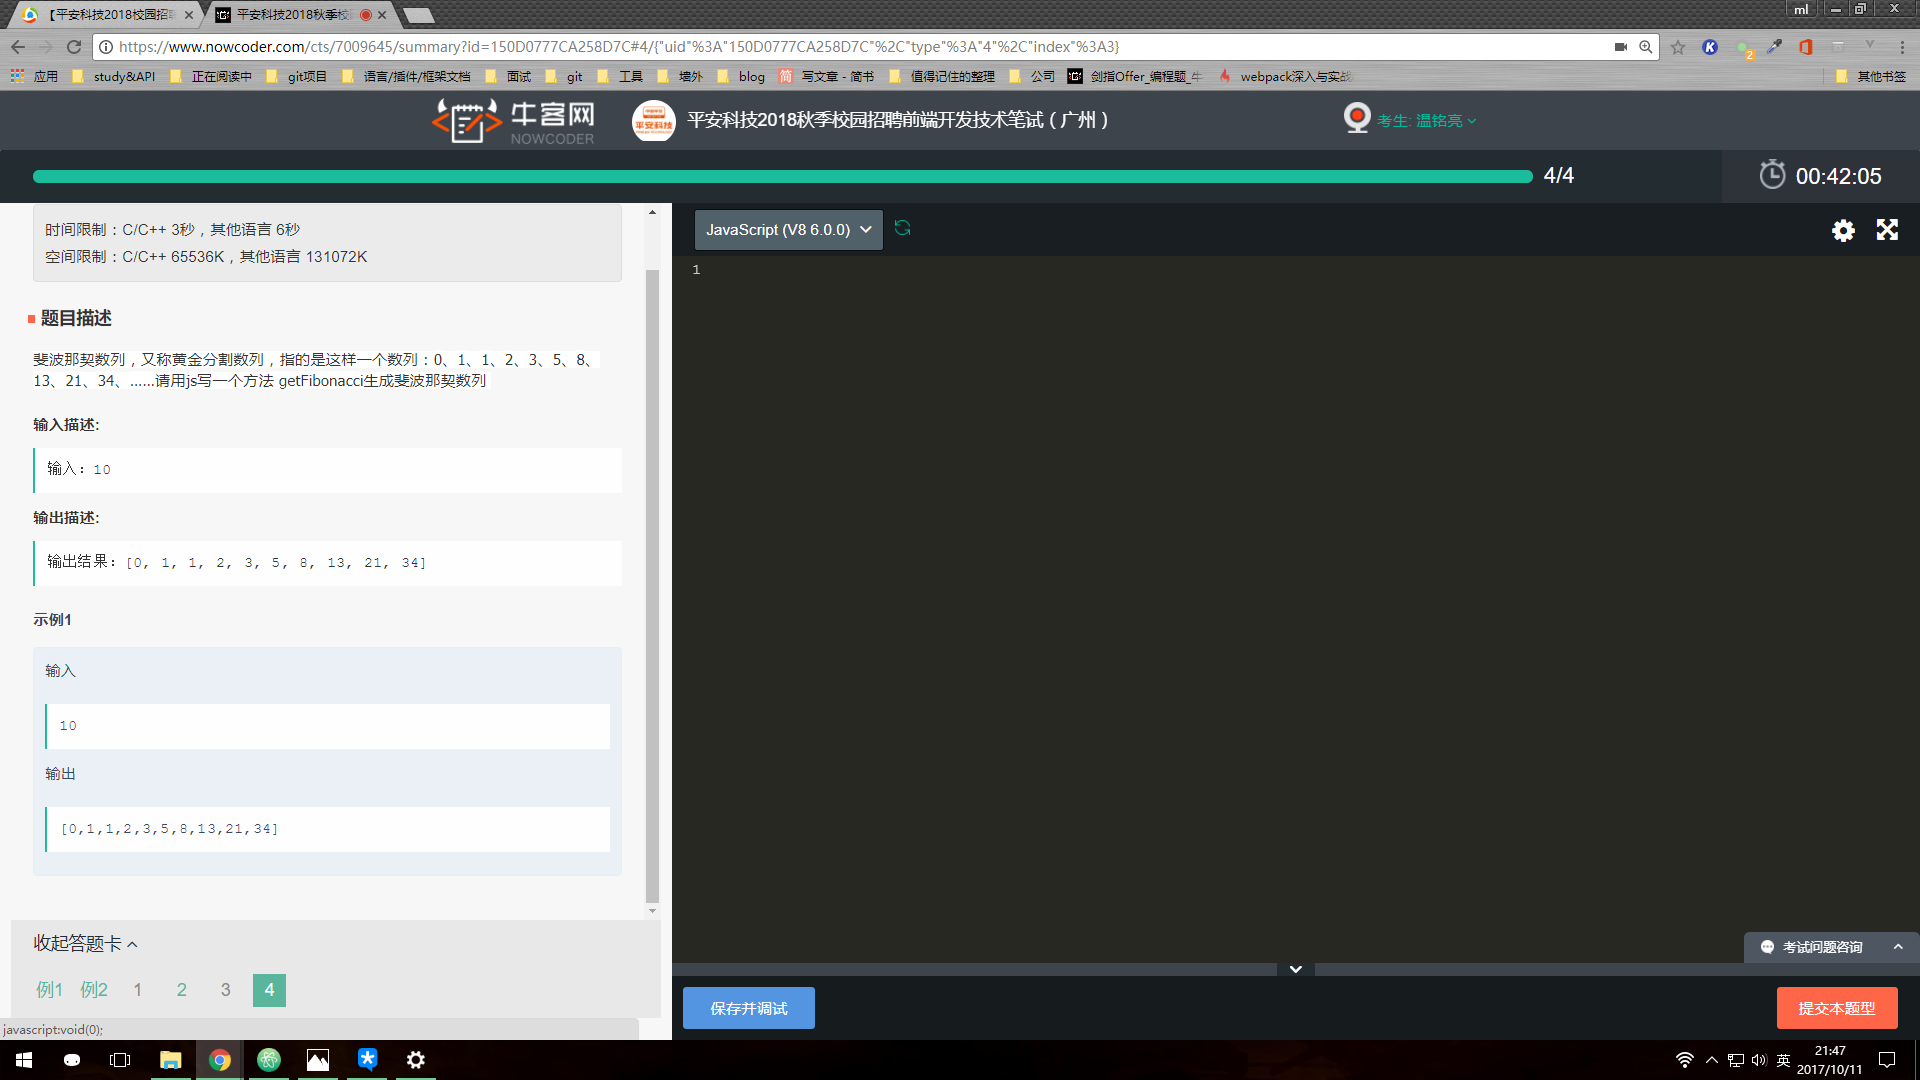 【平安科技2018校园招聘
平安科技2018秋季校
ml
https://www.nowcoder.com/cts/7009645/summary?id=150D0777CA258D7C#4/{"uid"%3A"150D0777CA258D7C"%2C"type"%3A"4"%2C"index"%3A3}
应用 study&API 正在阅读中 git项目 语言/插件/框架文档 面试 git 工具 墙外 blog 简 写文章 - 简书 值得记住的整理 公司 剑指Offer_编程题_牛 webpack深入与实战 其他书签
牛客网
NOWCODER
平安科技
平安科技2018秋季校园招聘前端开发技术笔试（广州）
考生: 温铭亮
4/4
00:42:05
时间限制：C/C++ 3秒，其他语言 6秒
空间限制：C/C++ 65536K，其他语言 131072K
JavaScript (V8 6.0.0)
1
题目描述
斐波那契数列，又称黄金分割数列，指的是这样一个数列：0、1、1、2、3、5、8、
13、21、34、……请用js写一个方法 getFibonacci生成斐波那契数列
输入描述:
输入：10
输出描述:
输出结果：[0, 1, 1, 2, 3, 5, 8, 13, 21, 34]
示例1
输入
10
输出
[0,1,1,2,3,5,8,13,21,34]
收起答题卡
例1 例2 1 2 3 4
考试问题咨询
保存并调试
提交本题型
javascript:void(0);
英
21:47
2017/10/11